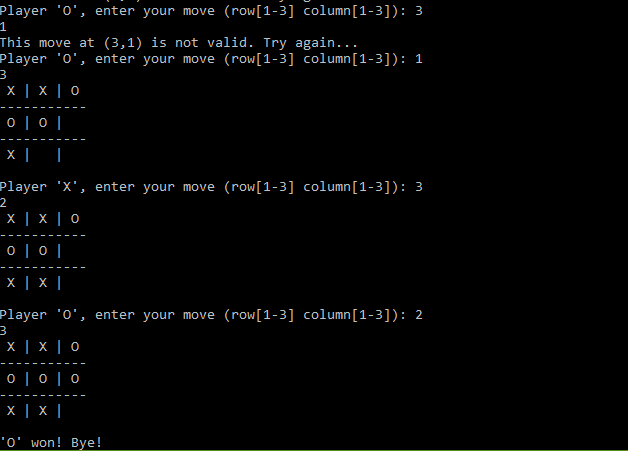 Player 'O', enter your move (row[1-3] column[1-3]): 3
1
This move at (3,1) is not valid. Try again...
Player 'O', enter your move (row[1-3] column[1-3]): 1
3
 X | X | O
-----------
 O | O |
-----------
 X |   |

Player 'X', enter your move (row[1-3] column[1-3]): 3
2
 X | X | O
-----------
 O | O |
-----------
 X | X |

Player 'O', enter your move (row[1-3] column[1-3]): 2
3
 X | X | O
-----------
 O | O | O
-----------
 X | X |

'O' won! Bye!